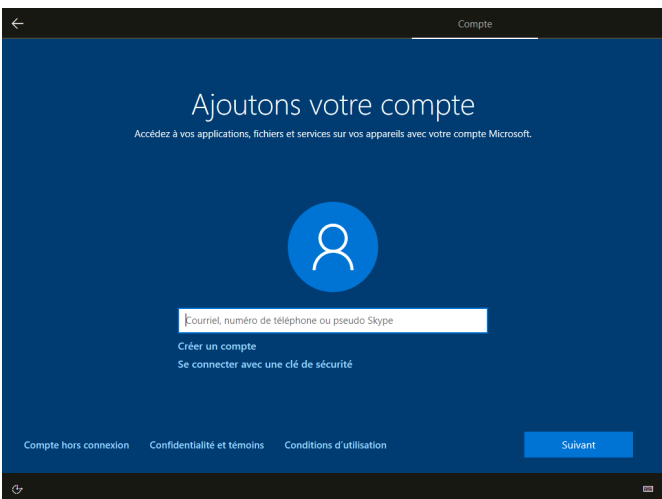 Compte
Ajoutons votre compte
Accédez à vos applications, fichiers et services sur vos appareils avec votre compte Microsoft.
Courriel, numéro de téléphone ou pseudo Skype
Créer un compte
Se connecter avec une clé de sécurité
Compte hors connexion Confidentialité et témoins Conditions d'utilisation Suivant